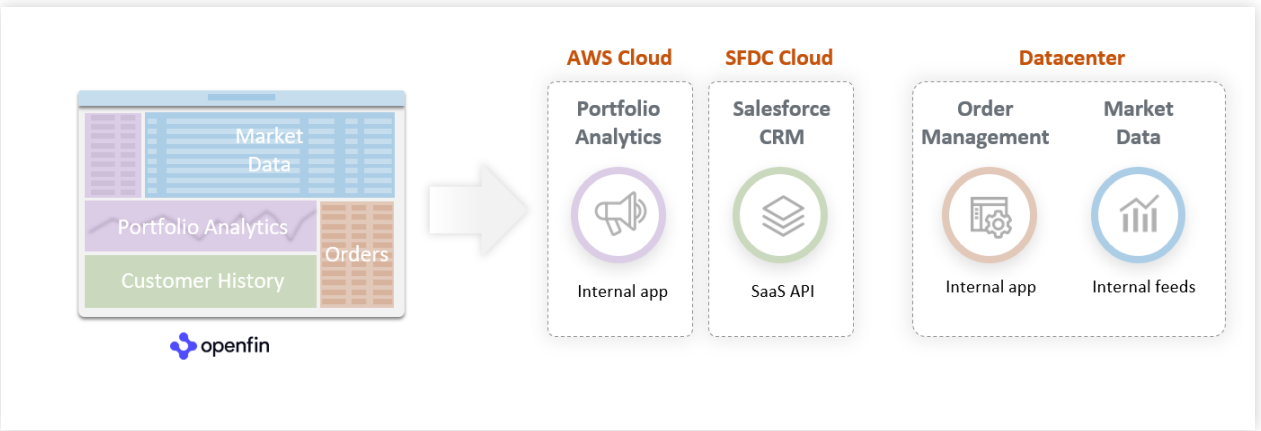 Market
Data
Portfolio Analytics
Customer History
Orders
openfin
AWS Cloud
Portfolio
Analytics
Internal app
SFDC Cloud
Salesforce
CRM
SaaS API
Datacenter
Order
Management
Internal app
Market
Data
Internal feeds